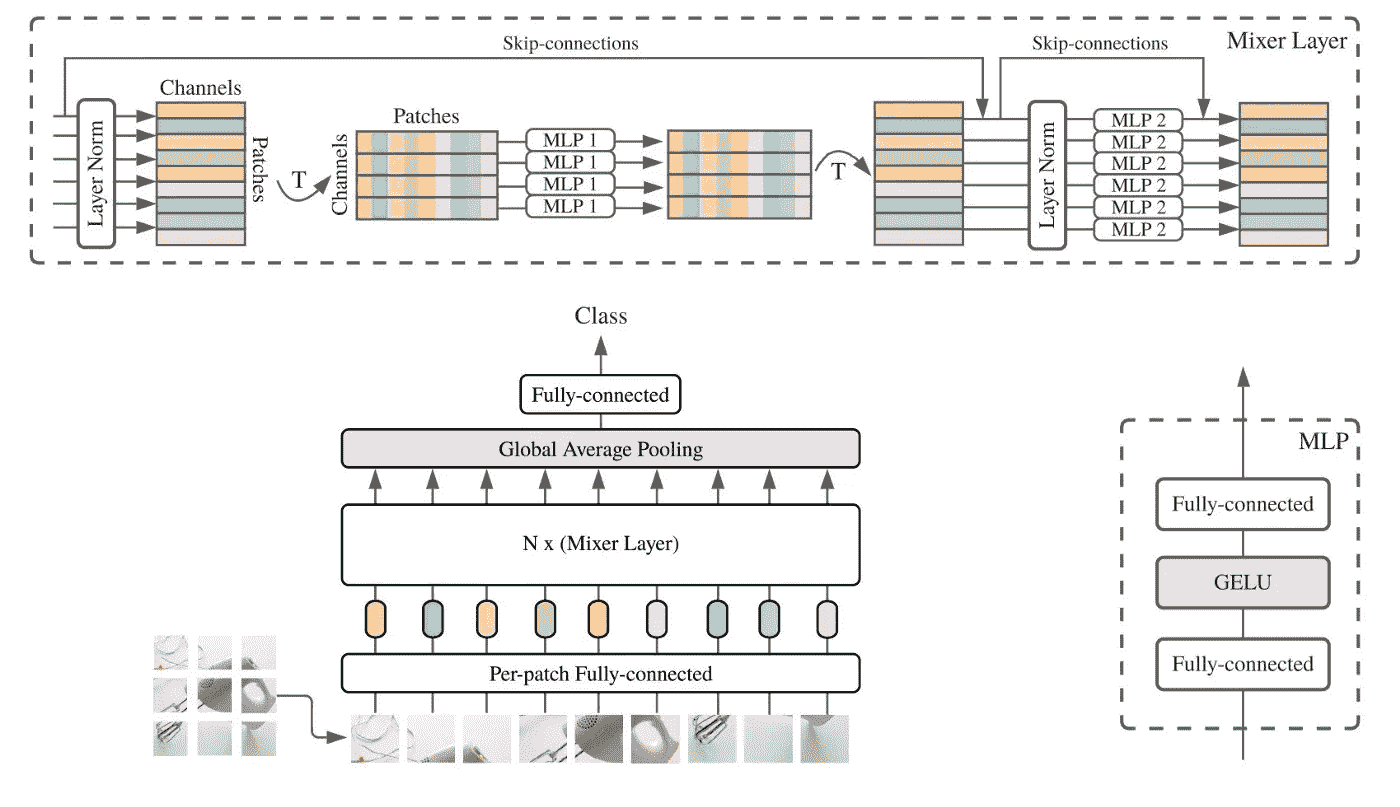 Skip-connections
Skip-connections
Mixer Layer
Channels
Layer Norm
Patches
T
Patches
Channels
MLP 1
MLP 1
MLP 1
MLP 1
T
Layer Norm
MLP 2
MLP 2
MLP 2
MLP 2
MLP 2
MLP 2
Class
Fully-connected
Global Average Pooling
N x (Mixer Layer)
Per-patch Fully-connected
MLP
Fully-connected
GELU
Fully-connected